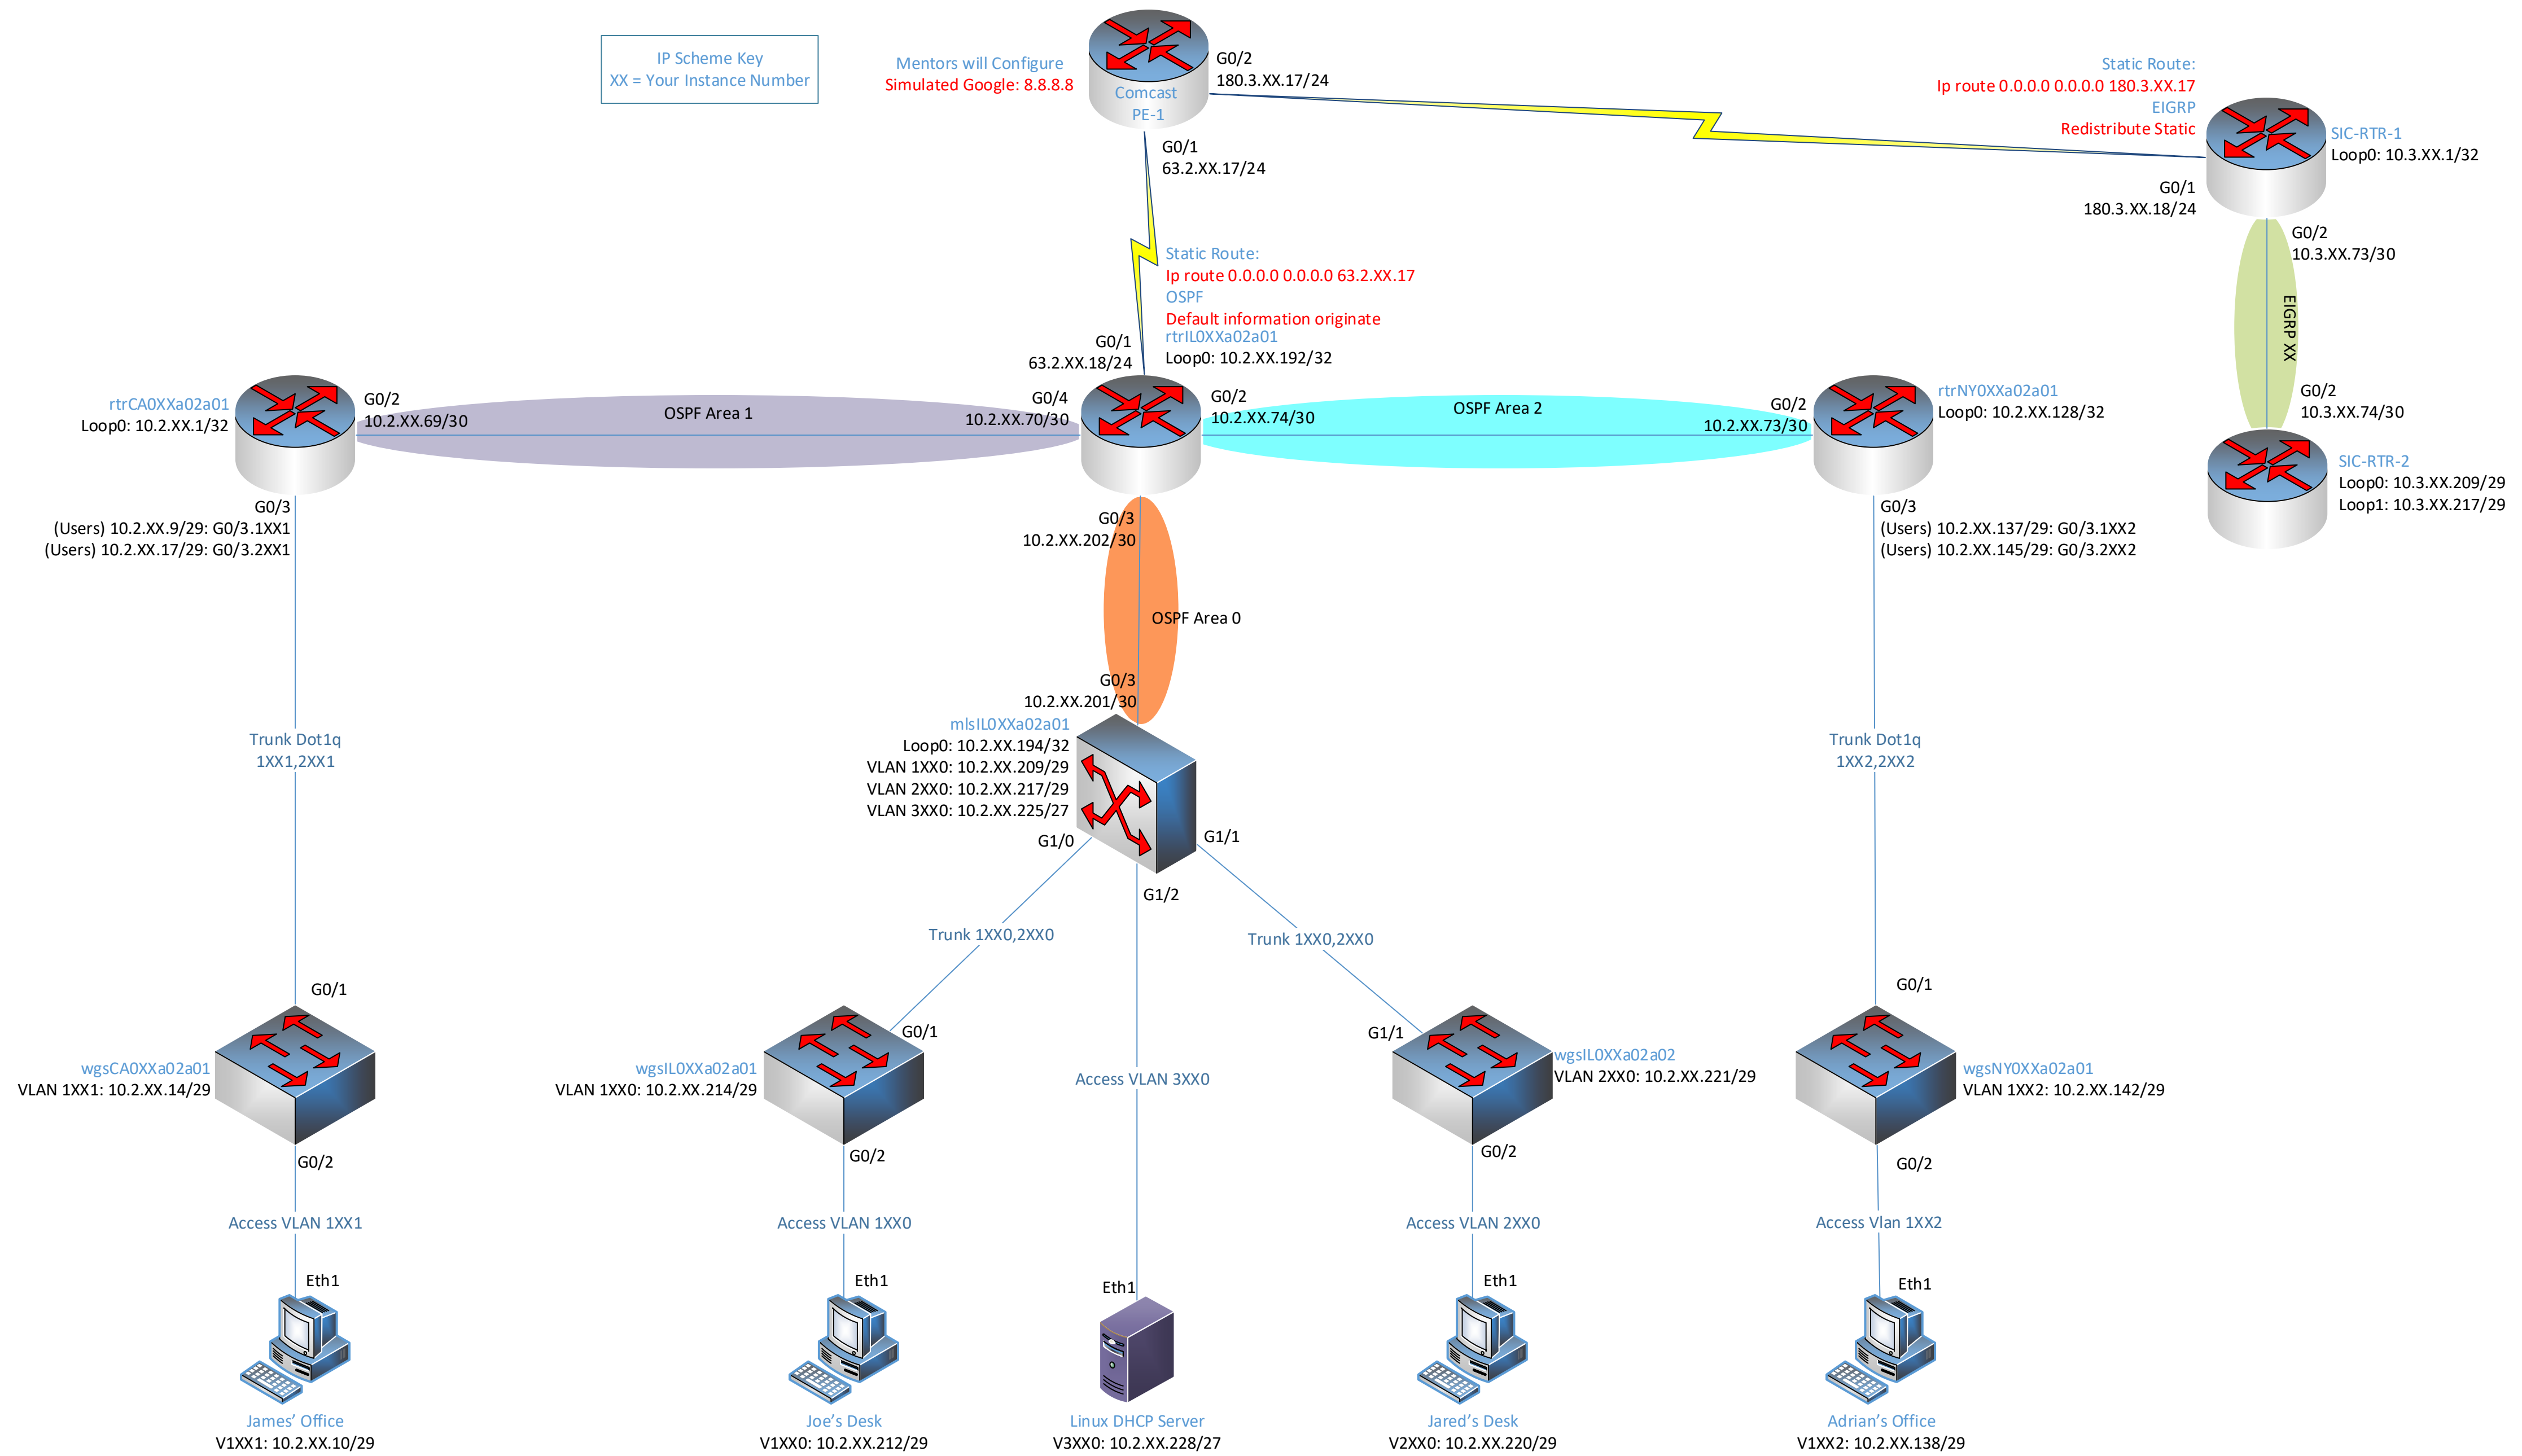 IP Scheme Key
XX = Your Instance Number
Mentors will Configure
Simulated Google: 8.8.8.8
Comcast
PE-1
G0/2
180.3.XX.17/24
G0/1
63.2.XX.17/24
Static Route:
Ip route 0.0.0.0 0.0.0.0 180.3.XX.17
EIGRP
Redistribute Static
SIC-RTR-1
Loop0: 10.3.XX.1/32
G0/1
180.3.XX.18/24
G0/2
10.3.XX.73/30
EIGRP XX
G0/2
10.3.XX.74/30
SIC-RTR-2
Loop0: 10.3.XX.209/29
Loop1: 10.3.XX.217/29
Static Route:
Ip route 0.0.0.0 0.0.0.0 63.2.XX.17
OSPF
Default information originate
rtrIL0XXa02a01
Loop0: 10.2.XX.192/32
G0/1
63.2.XX.18/24
rtrCA0XXa02a01
Loop0: 10.2.XX.1/32
G0/2
10.2.XX.69/30
OSPF Area 1
G0/4
10.2.XX.70/30
G0/2
10.2.XX.74/30
OSPF Area 2
G0/2
10.2.XX.73/30
rtrNY0XXa02a01
Loop0: 10.2.XX.128/32
G0/3
(Users) 10.2.XX.9/29: G0/3.1XX1
(Users) 10.2.XX.17/29: G0/3.2XX1
G0/3
10.2.XX.202/30
G0/3
(Users) 10.2.XX.137/29: G0/3.1XX2
(Users) 10.2.XX.145/29: G0/3.2XX2
OSPF Area 0
G0/3
10.2.XX.201/30
mlsIL0XXa02a01
Loop0: 10.2.XX.194/32
VLAN 1XX0: 10.2.XX.209/29
VLAN 2XX0: 10.2.XX.217/29
VLAN 3XX0: 10.2.XX.225/27
Trunk Dot1q
1XX1,2XX1
Trunk Dot1q
1XX2,2XX2
G1/0
G1/1
G1/2
Trunk 1XX0,2XX0
Trunk 1XX0,2XX0
G0/1
G0/1
G1/1
G0/1
wgsCA0XXa02a01
VLAN 1XX1: 10.2.XX.14/29
wgsIL0XXa02a01
VLAN 1XX0: 10.2.XX.214/29
Access VLAN 3XX0
wgsIL0XXa02a02
VLAN 2XX0: 10.2.XX.221/29
wgsNY0XXa02a01
VLAN 1XX2: 10.2.XX.142/29
G0/2
G0/2
G0/2
G0/2
Access VLAN 1XX1
Access VLAN 1XX0
Access VLAN 2XX0
Access Vlan 1XX2
Eth1
Eth1
Eth1
Eth1
Eth1
James’ Office
V1XX1: 10.2.XX.10/29
Joe’s Desk
V1XX0: 10.2.XX.212/29
Linux DHCP Server
V3XX0: 10.2.XX.228/27
Jared’s Desk
V2XX0: 10.2.XX.220/29
Adrian’s Office
V1XX2: 10.2.XX.138/29